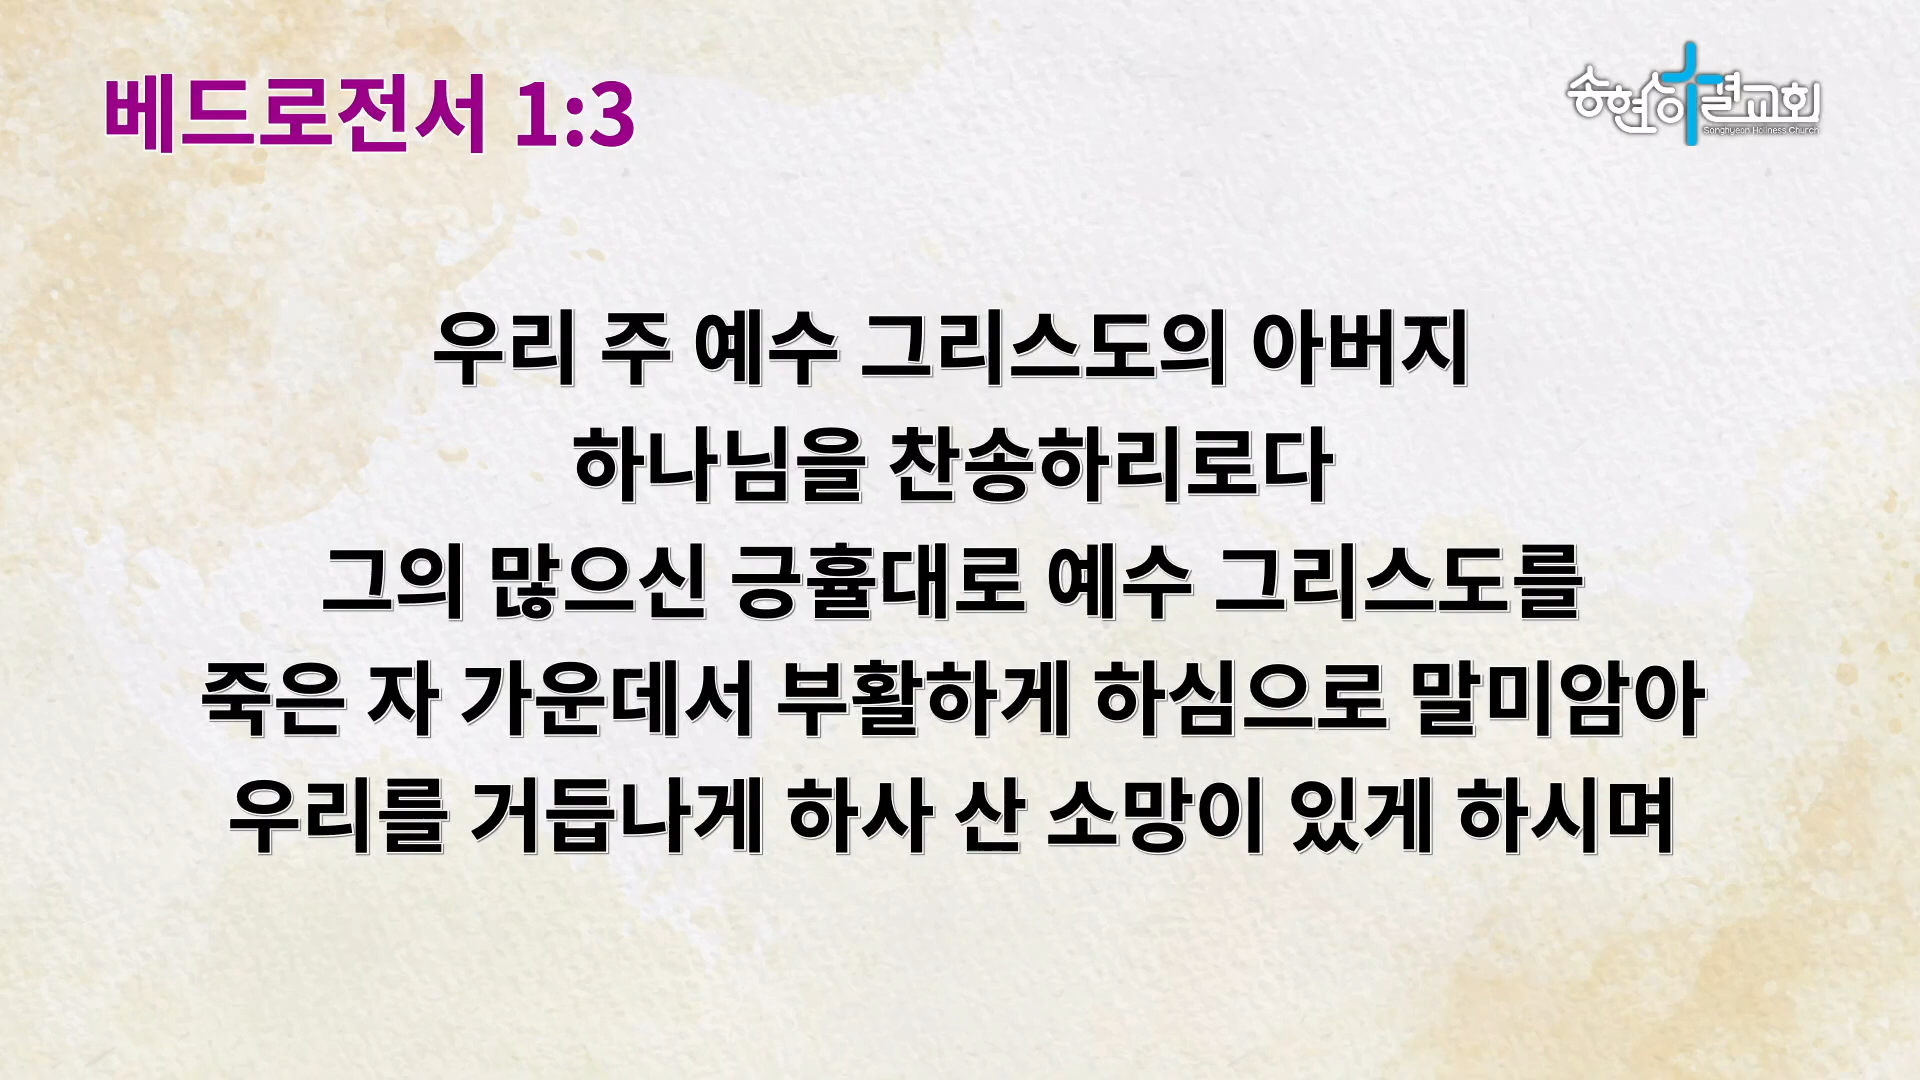 베드로전서 1:3
송현성결교회
Songhyeon Holiness Church
우리 주 예수 그리스도의 아버지
하나님을 찬송하리로다
그의 많으신 긍휼대로 예수 그리스도를
죽은 자 가운데서 부활하게 하심으로 말미암아
우리를 거듭나게 하사 산 소망이 있게 하시며